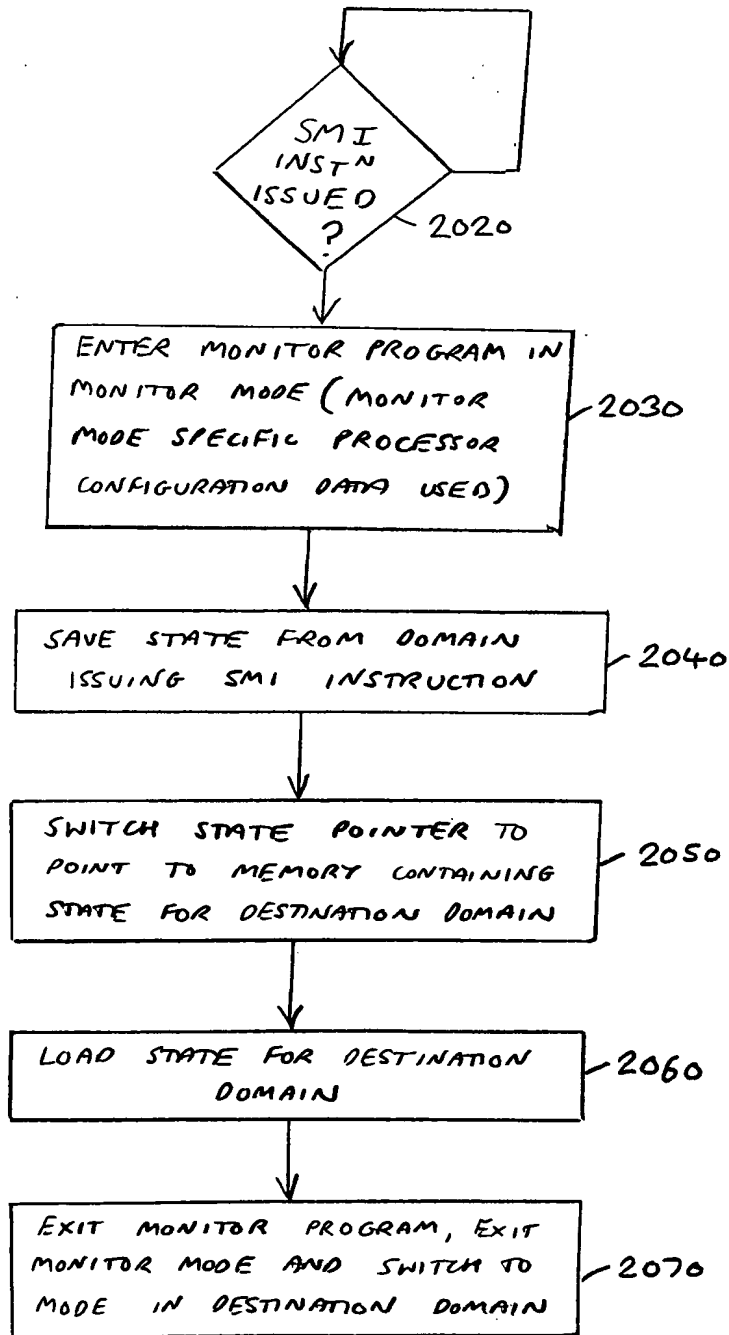 SMI
INSTN
ISSUED
?
2020
ENTER MONITOR PROGRAM IN
MONITOR MODE (MONITOR
MODE SPECIFIC PROCESSOR
CONFIGURATION DATA USED)
2030
SAVE STATE FROM DOMAIN
ISSUING SMI INSTRUCTION
2040
SWITCH STATE POINTER TO
POINT TO MEMORY CONTAINING
STATE FOR DESTINATION DOMAIN
2050
LOAD STATE FOR DESTINATION
DOMAIN
2060
EXIT MONITOR PROGRAM, EXIT
MONITOR MODE AND SWITCH TO
MODE IN DESTINATION DOMAIN
2070